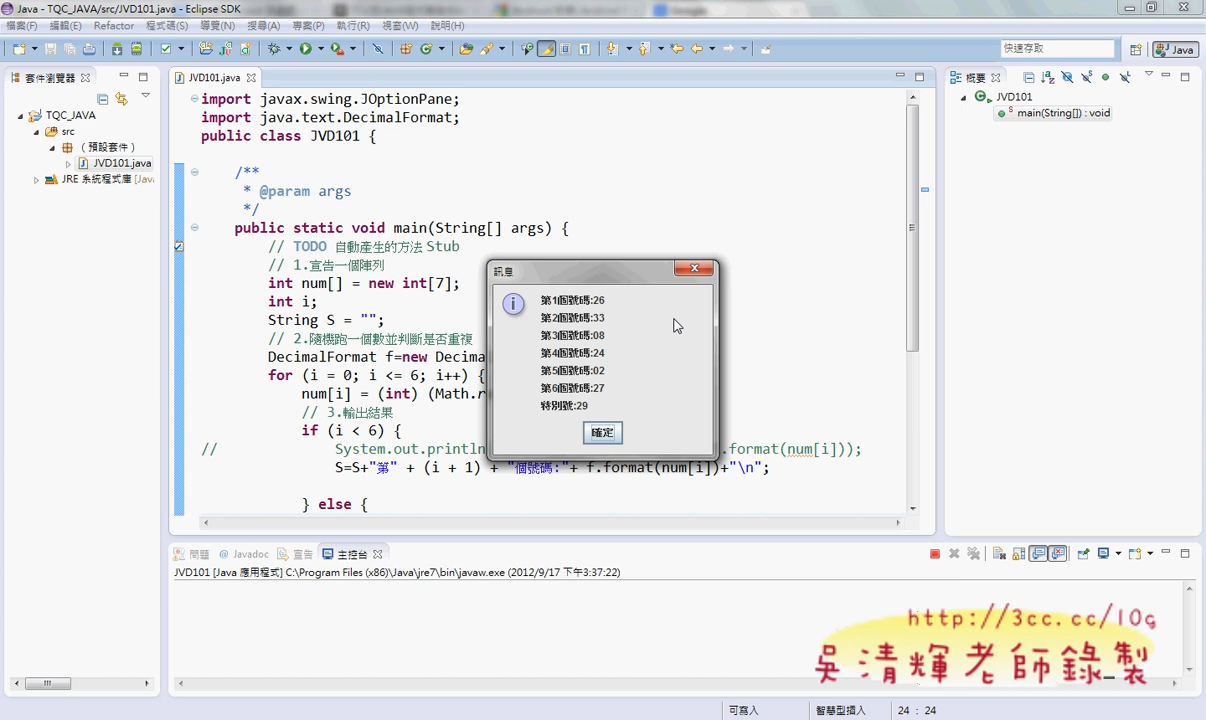 Java - TQC_JAVA/src/JVD101.java - Eclipse SDK
檔案(F) 編輯(E) Refactor 程式碼(S) 導覽(N) 搜尋(A) 專案(P) 執行(R) 視窗(W) 說明(H)
快速存取
Java
套件瀏覽器
JVD101.java
概要
TQC_JAVA
src
（預設套件）
JVD101.java
JRE 系統程式庫 [Java
import javax.swing.JOptionPane;
import java.text.DecimalFormat;
public class JVD101 {
/**
* @param args
*/
public static void main(String[] args) {
// TODO 自動產生的方法 Stub
// 1.宣告一個陣列
int num[] = new int[7];
int i;
String S = "";
// 2.隨機跑一個數並判斷是否重複
DecimalFormat f=new Decima
for (i = 0; i <= 6; i++) {
num[i] = (int) (Math.r
// 3.輸出結果
if (i < 6) {
// System.out.println .format(num[i]));
S=S+"第" + (i + 1) + "個號碼:"+ f.format(num[i])+"\n";
} else {
訊息
第1個號碼:26
第2個號碼:33
第3個號碼:08
第4個號碼:24
第5個號碼:02
第6個號碼:27
特別號:29
確定
JVD101
main(String[]) : void
問題 @ Javadoc 宣告 主控台
JVD101 [Java 應用程式] C:\Program Files (x86)\Java\jre7\bin\javaw.exe (2012/9/17 下午3:37:22)
http://3cc.cc/10g
吳清輝老師錄製
可寫入 智慧型插入 24 : 24